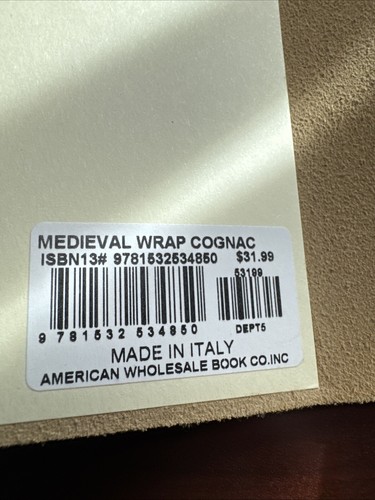 MEDIEVAL WRAP COGNAC
ISBN13# 9781532534850 $31.99
53199
9 781532 534850
DEPT5
MADE IN ITALY
AMERICAN WHOLESALE BOOK CO.INC